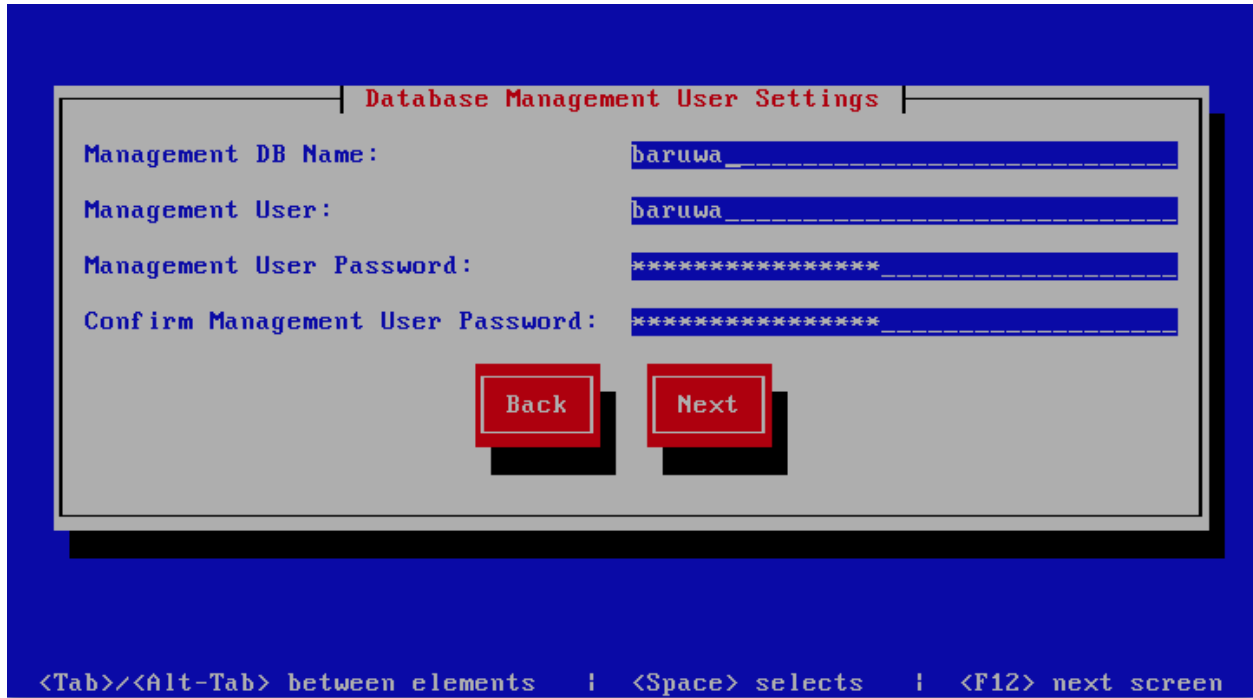 Database Management User Settings
Management DB Name: baruwa
Management User: baruwa
Management User Password: ****************
Confirm Management User Password: ****************
Back Next
<Tab>/<Alt-Tab> between elements | <Space> selects | <F12> next screen